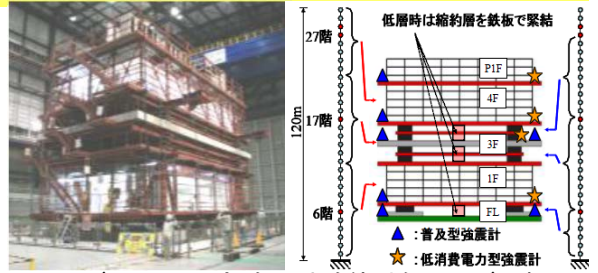 低層時は縮約層を鉄板で緊結
27階
P1F
4F
120m
17階
3F
1F
6階
FL
▲:普及型強震計
★:低消費電力型強震計